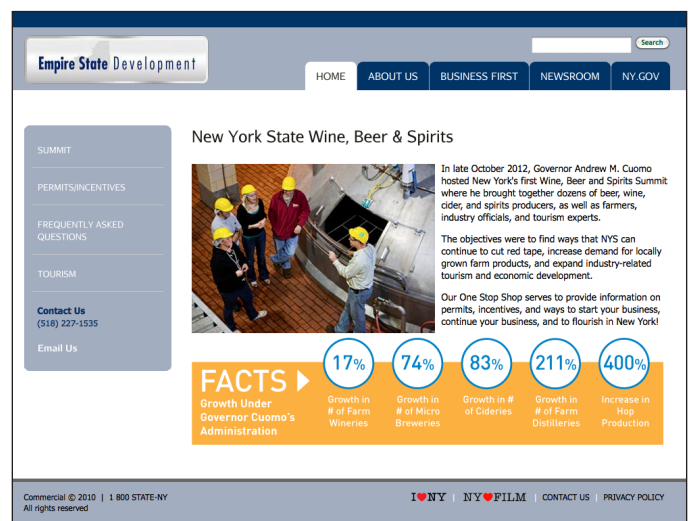 Search
Empire State Development
HOME
ABOUT US
BUSINESS FIRST
NEWSROOM
NY.GOV
SUMMIT
PERMITS/INCENTIVES
FREQUENTLY ASKED
QUESTIONS
TOURISM
Contact Us
(518) 227-1535
Email Us
New York State Wine, Beer & Spirits
In late October 2012, Governor Andrew M. Cuomo
hosted New York's first Wine, Beer and Spirits Summit
where he brought together dozens of beer, wine,
cider, and spirits producers, as well as farmers,
industry officials, and tourism experts.
The objectives were to find ways that NYS can
continue to cut red tape, increase demand for locally
grown farm products, and expand industry-related
tourism and economic development.
Our One Stop Shop serves to provide information on
permits, incentives, and ways to start your business,
continue your business, and to flourish in New York!
FACTS
Growth Under
Governor Cuomo's
Administration
17%
Growth in
# of Farm
Wineries
74%
Growth in
# of Micro
Breweries
83%
Growth in #
of Cideries
211%
Growth in
# of Farm
Distilleries
400%
Increase in
Hop
Production
Commercial © 2010 | 1 800 STATE-NY
All rights reserved
I❤NY | NY❤FILM | CONTACT US | PRIVACY POLICY